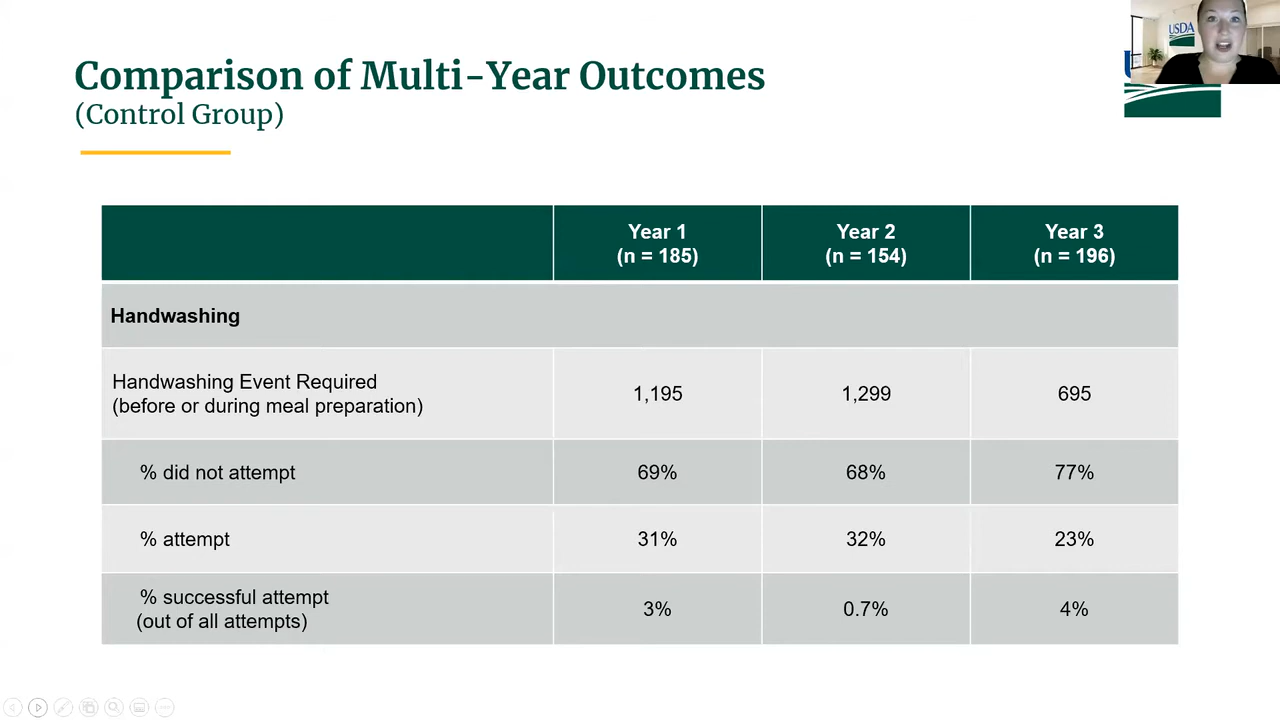 Comparison of Multi-Year Outcomes
(Control Group)
USDA
Year 1
(n = 185)
Year 2
(n = 154)
Year 3
(n = 196)
Handwashing
Handwashing Event Required
(before or during meal preparation)
1,195
1,299
695
% did not attempt
69%
68%
77%
% attempt
31%
32%
23%
% successful attempt
(out of all attempts)
3%
0.7%
4%